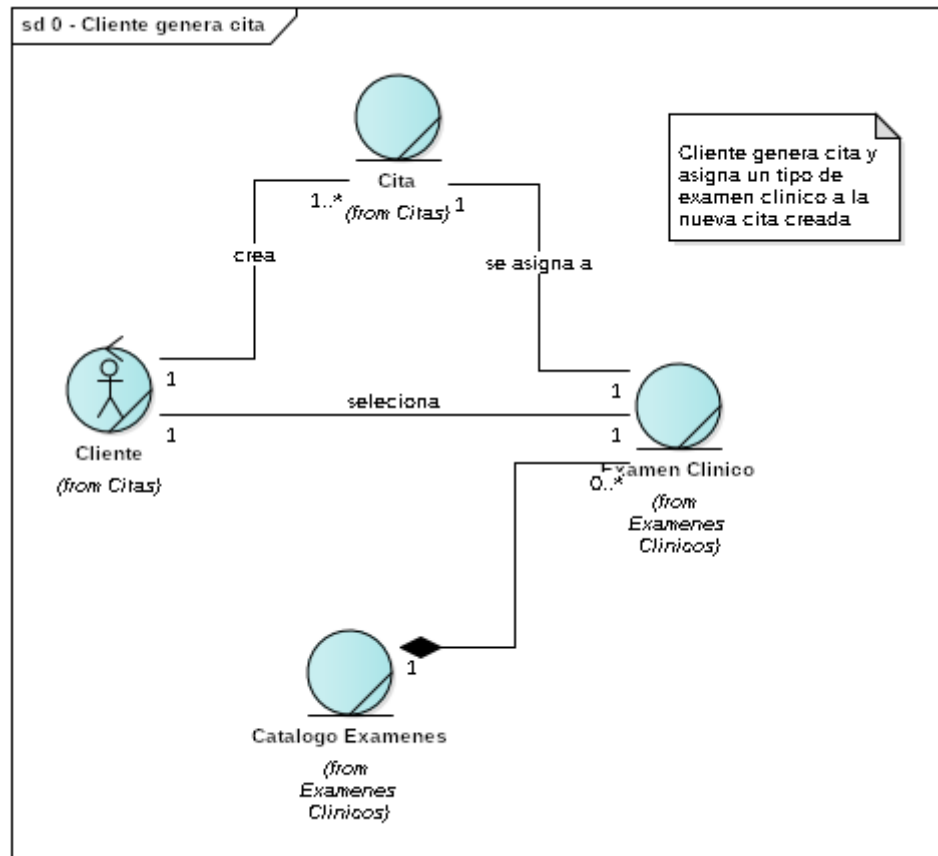 sd 0 - Cliente genera cita
Cita
(from Citas)
1..*
1
Cliente genera cita y
asigna un tipo de
examen clinico a la
nueva cita creada
crea
se asigna a
1
1
seleciona
1
1
Cliente
(from Citas)
Examen Clinico
0..*
(from
Examenes
Clinicos)
1
Catalogo Examenes
(from
Examenes
Clinicos)